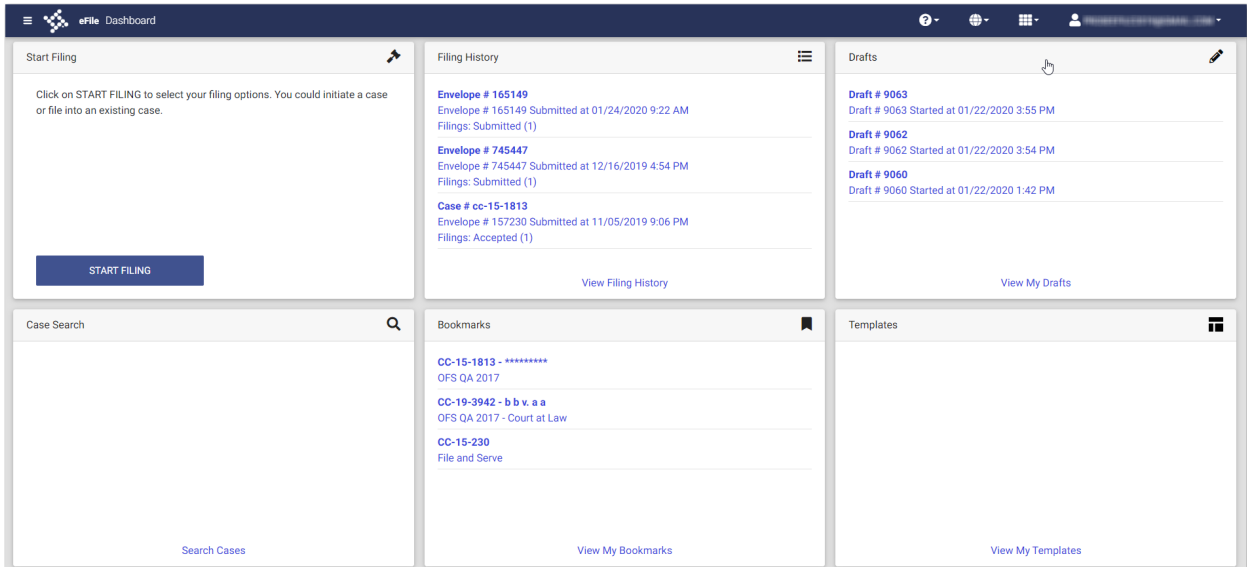 eFile Dashboard
Start Filing
Click on START FILING to select your filing options. You could initiate a case
or file into an existing case.
START FILING
Filing History
Envelope # 165149
Envelope # 165149 Submitted at 01/24/2020 9:22 AM
Filings: Submitted (1)
Envelope # 745447
Envelope # 745447 Submitted at 12/16/2019 4:54 PM
Filings: Submitted (1)
Case # cc-15-1813
Envelope # 157230 Submitted at 11/05/2019 9:06 PM
Filings: Accepted (1)
View Filing History
Drafts
Draft # 9063
Draft # 9063 Started at 01/22/2020 3:55 PM
Draft # 9062
Draft # 9062 Started at 01/22/2020 3:54 PM
Draft # 9060
Draft # 9060 Started at 01/22/2020 1:42 PM
View My Drafts
Case Search
Search Cases
Bookmarks
CC-15-1813 - *********
OFS QA 2017
CC-19-3942 - b b v. a a
OFS QA 2017 - Court at Law
CC-15-230
File and Serve
View My Bookmarks
Templates
View My Templates